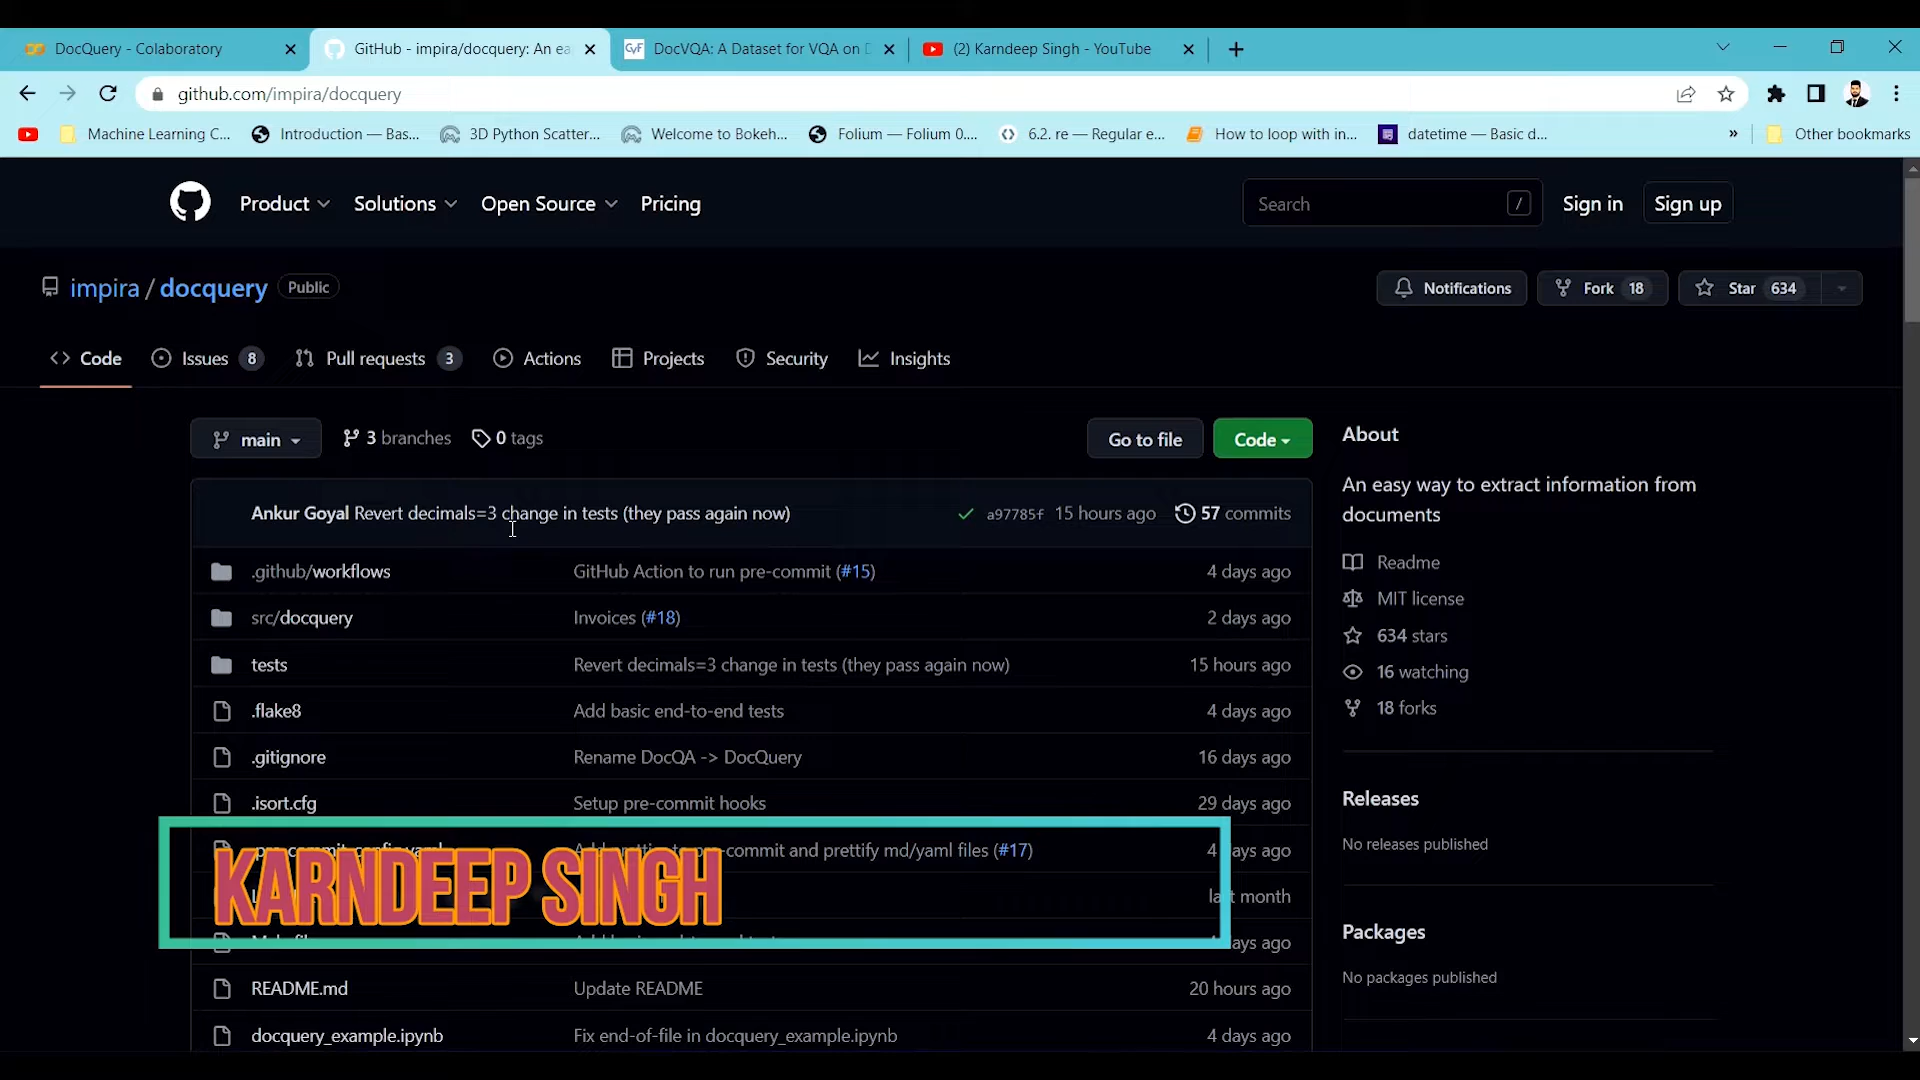 DocQuery - Colaboratory
GitHub - impira/docquery: An ea
CvF
DocVQA: A Dataset for VQA on D
(2) Karndeep Singh - YouTube
github.com/impira/docquery
Machine Learning C...
Introduction — Bas...
3D Python Scatter...
Welcome to Bokeh...
Folium — Folium 0....
6.2. re — Regular e...
How to loop with in...
datetime — Basic d...
»
Other bookmarks
Product Solutions Open Source Pricing
Search /
Sign in
Sign up
impira / docquery Public
Notifications
Fork 18
Star 634
Code
Issues 8
Pull requests 3
Actions
Projects
Security
Insights
main
3 branches
0 tags
Go to file
Code
Ankur Goyal Revert decimals=3 change in tests (they pass again now) a97785f 15 hours ago 57 commits
.github/workflows GitHub Action to run pre-commit (#15) 4 days ago
src/docquery Invoices (#18) 2 days ago
tests Revert decimals=3 change in tests (they pass again now) 15 hours ago
.flake8 Add basic end-to-end tests 4 days ago
.gitignore Rename DocQA -> DocQuery 16 days ago
.isort.cfg Setup pre-commit hooks 29 days ago
-commit and prettify md/yaml files (#17) 4 days ago
last month
days ago
KARNDEEP SINGH
README.md Update README 20 hours ago
docquery_example.ipynb Fix end-of-file in docquery_example.ipynb 4 days ago
About
An easy way to extract information from
documents
Readme
MIT license
634 stars
16 watching
18 forks
Releases
No releases published
Packages
No packages published